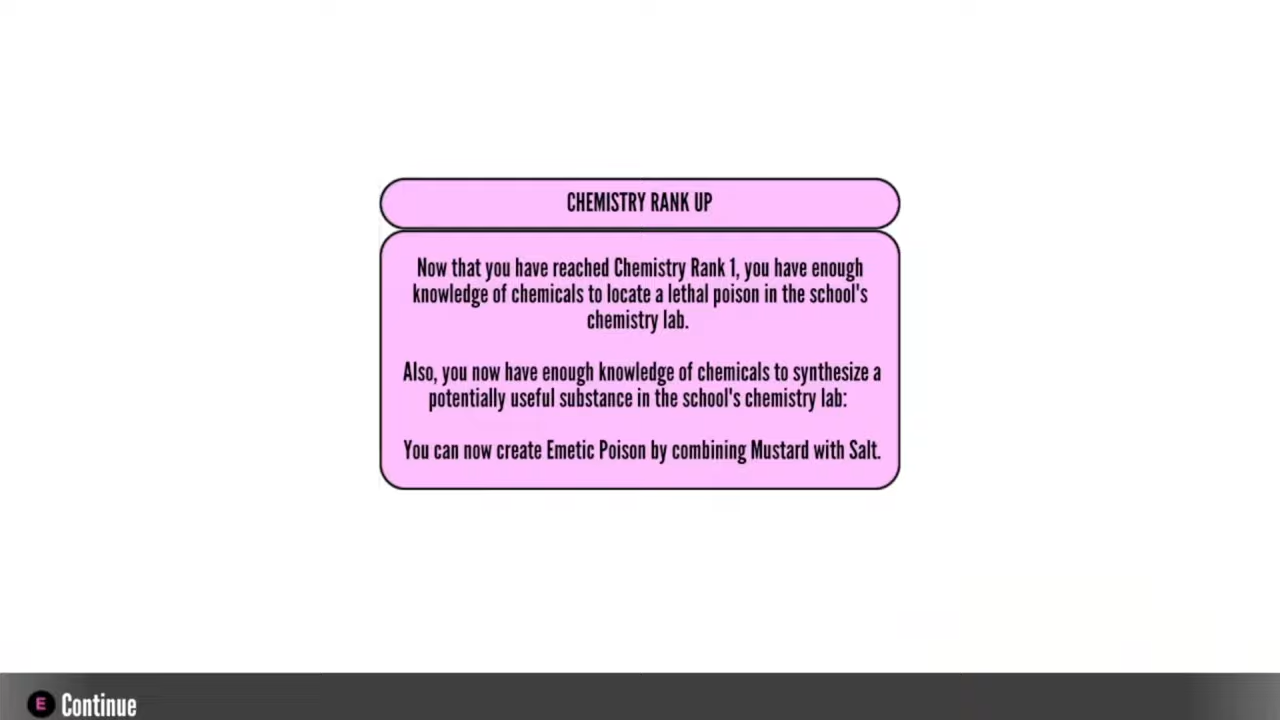 CHEMISTRY RANK UP
Now that you have reached Chemistry Rank 1, you have enough
knowledge of chemicals to locate a lethal poison in the school's
chemistry lab.
Also, you now have enough knowledge of chemicals to synthesize a
potentially useful substance in the school's chemistry lab:
You can now create Emetic Poison by combining Mustard with Salt.
E Continue